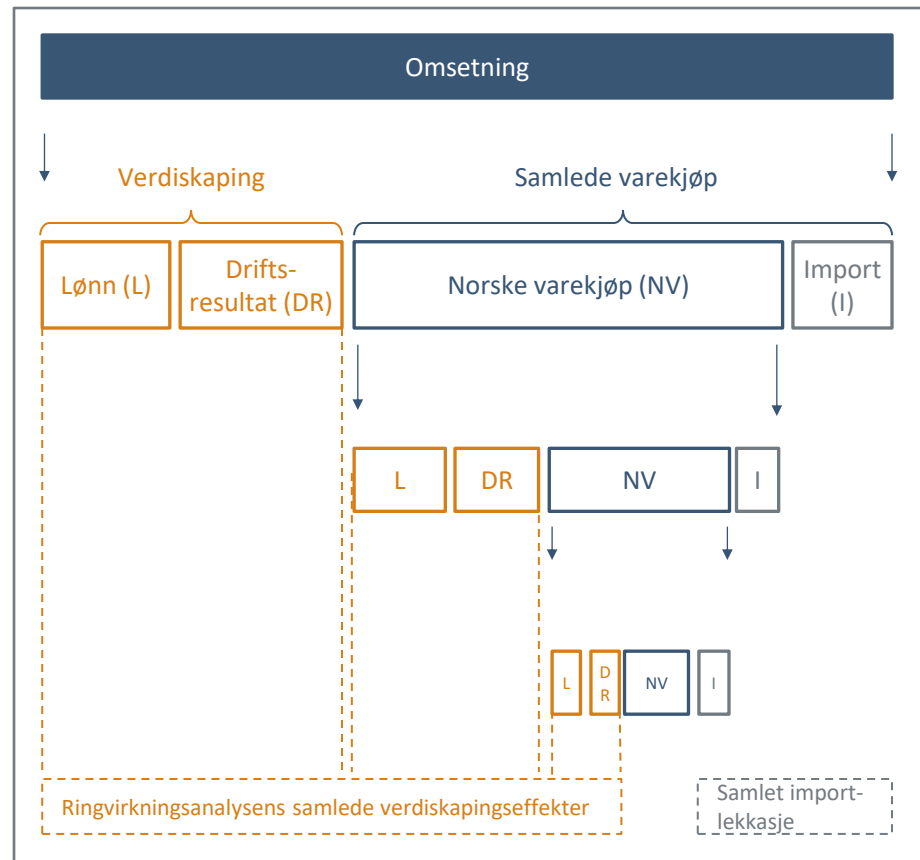 Omsetning
Verdiskaping
Samlede varekjøp
Lønn (L)
Drifts-
resultat (DR)
Norske varekjøp (NV)
Import
(I)
L
DR
NV
I
L
D
R
NV
I
Ringvirkningsanalysens samlede verdiskapingseffekter
Samlet import-
lekkasje